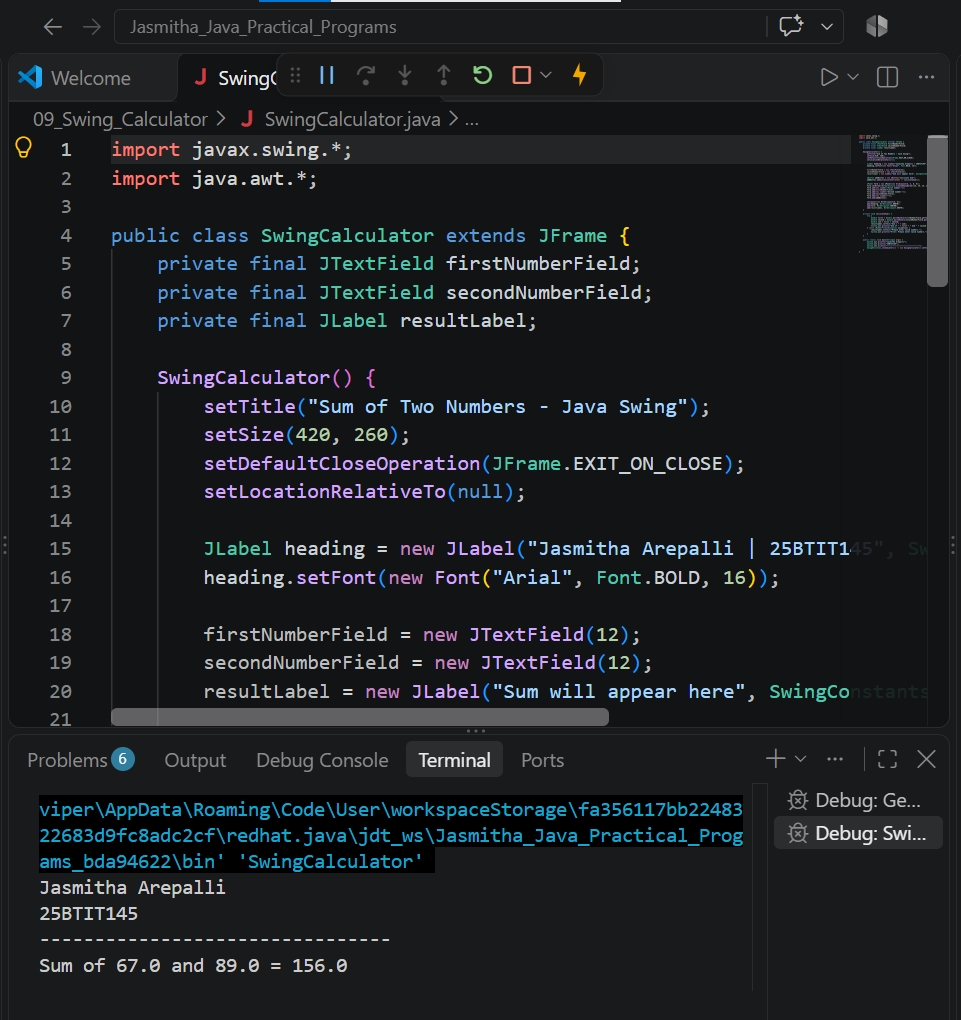 Jasmitha_Java_Practical_Programs
Welcome
J SwingC
09_Swing_Calculator > J SwingCalculator.java > ...
1 import javax.swing.*;
2 import java.awt.*;
3
4 public class SwingCalculator extends JFrame {
5     private final JTextField firstNumberField;
6     private final JTextField secondNumberField;
7     private final JLabel resultLabel;
8
9     SwingCalculator() {
10         setTitle("Sum of Two Numbers - Java Swing");
11         setSize(420, 260);
12         setDefaultCloseOperation(JFrame.EXIT_ON_CLOSE);
13         setLocationRelativeTo(null);
14
15         JLabel heading = new JLabel("Jasmitha Arepalli | 25BTIT145", Sw
16         heading.setFont(new Font("Arial", Font.BOLD, 16));
17
18         firstNumberField = new JTextField(12);
19         secondNumberField = new JTextField(12);
20         resultLabel = new JLabel("Sum will appear here", SwingConstants
21
Problems 6 Output Debug Console Terminal Ports
viper\AppData\Roaming\Code\User\workspaceStorage\fa356117bb22483
22683d9fc8adc2cf\redhat.java\jdt_ws\Jasmitha_Java_Practical_Prog
ams_bda94622\bin' 'SwingCalculator'
Jasmitha Arepalli
25BTIT145
--------------------------------
Sum of 67.0 and 89.0 = 156.0
Debug: Ge...
Debug: Swi...